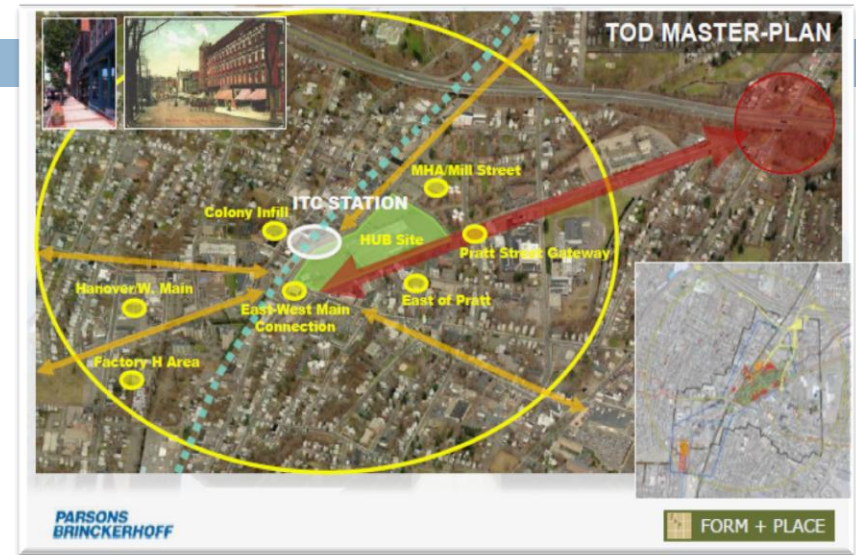 TOD MASTER-PLAN
MHA/Mill Street
ITC STATION
Colony Infill
HUB Site
Pratt Street Gateway
Hanover/W. Main
East-West Main
Connection
East of Pratt
Factory H Area
PARSONS
BRINCKERHOFF
FORM + PLACE